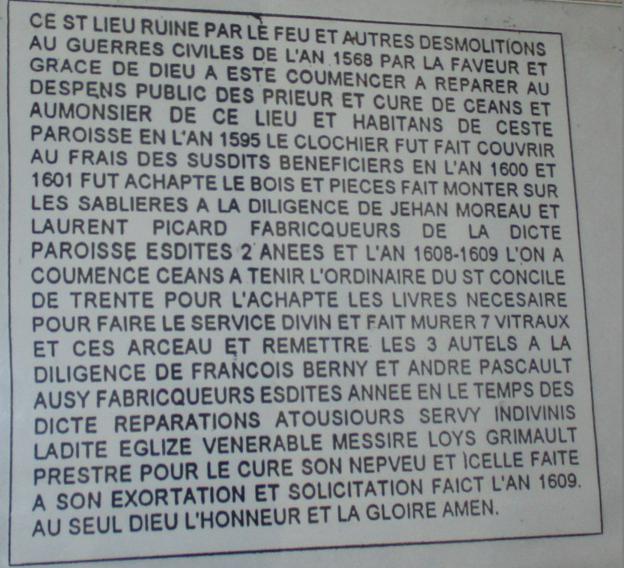 CE ST LIEU RUINE PAR LE FEU ET AUTRES DESMOLITIONS
AU GUERRES CIVILES DE L'AN 1568 PAR LA FAVEUR ET
GRACE DE DIEU A ESTE COUMENCER A REPARER AU
DESPENS PUBLIC DES PRIEUR ET CURE DE CEANS ET
AUMONSIER DE CE LIEU ET HABITANS DE CESTE
PAROISSE EN L'AN 1595 LE CLOCHIER FUT FAIT COUVRIR
AU FRAIS DES SUSDITS BENEFICIERS EN L'AN 1600 ET
1601 FUT ACHAPTE LE BOIS ET PIECES FAIT MONTER SUR
LES SABLIERES A LA DILIGENCE DE JEHAN MOREAU ET
LAURENT PICARD FABRICQUEURS DE LA DICTE
PAROISSE ESDITES 2 ANEES ET L'AN 1608-1609 L'ON A
COUMENCE CEANS A TENIR L'ORDINAIRE DU ST CONCILE
DE TRENTE POUR L'ACHAPTE LES LIVRES NECESAIRE
POUR FAIRE LE SERVICE DIVIN ET FAIT MURER 7 VITRAUX
ET CES ARCEAU ET REMETTRE LES 3 AUTELS A LA
DILIGENCE DE FRANCOIS BERNY ET ANDRE PASCAULT
AUSY FABRICQUEURS ESDITES ANNEE EN LE TEMPS DES
DICTE REPARATIONS ATOUSIOURS SERVY INDIVINIS
LADITE EGLIZE VENERABLE MESSIRE LOYS GRIMAULT
PRESTRE POUR LE CURE SON NEPVEU ET ICELLE FAITE
A SON EXORTATION ET SOLICITATION FAICT L'AN 1609.
AU SEUL DIEU L'HONNEUR ET LA GLOIRE AMEN.